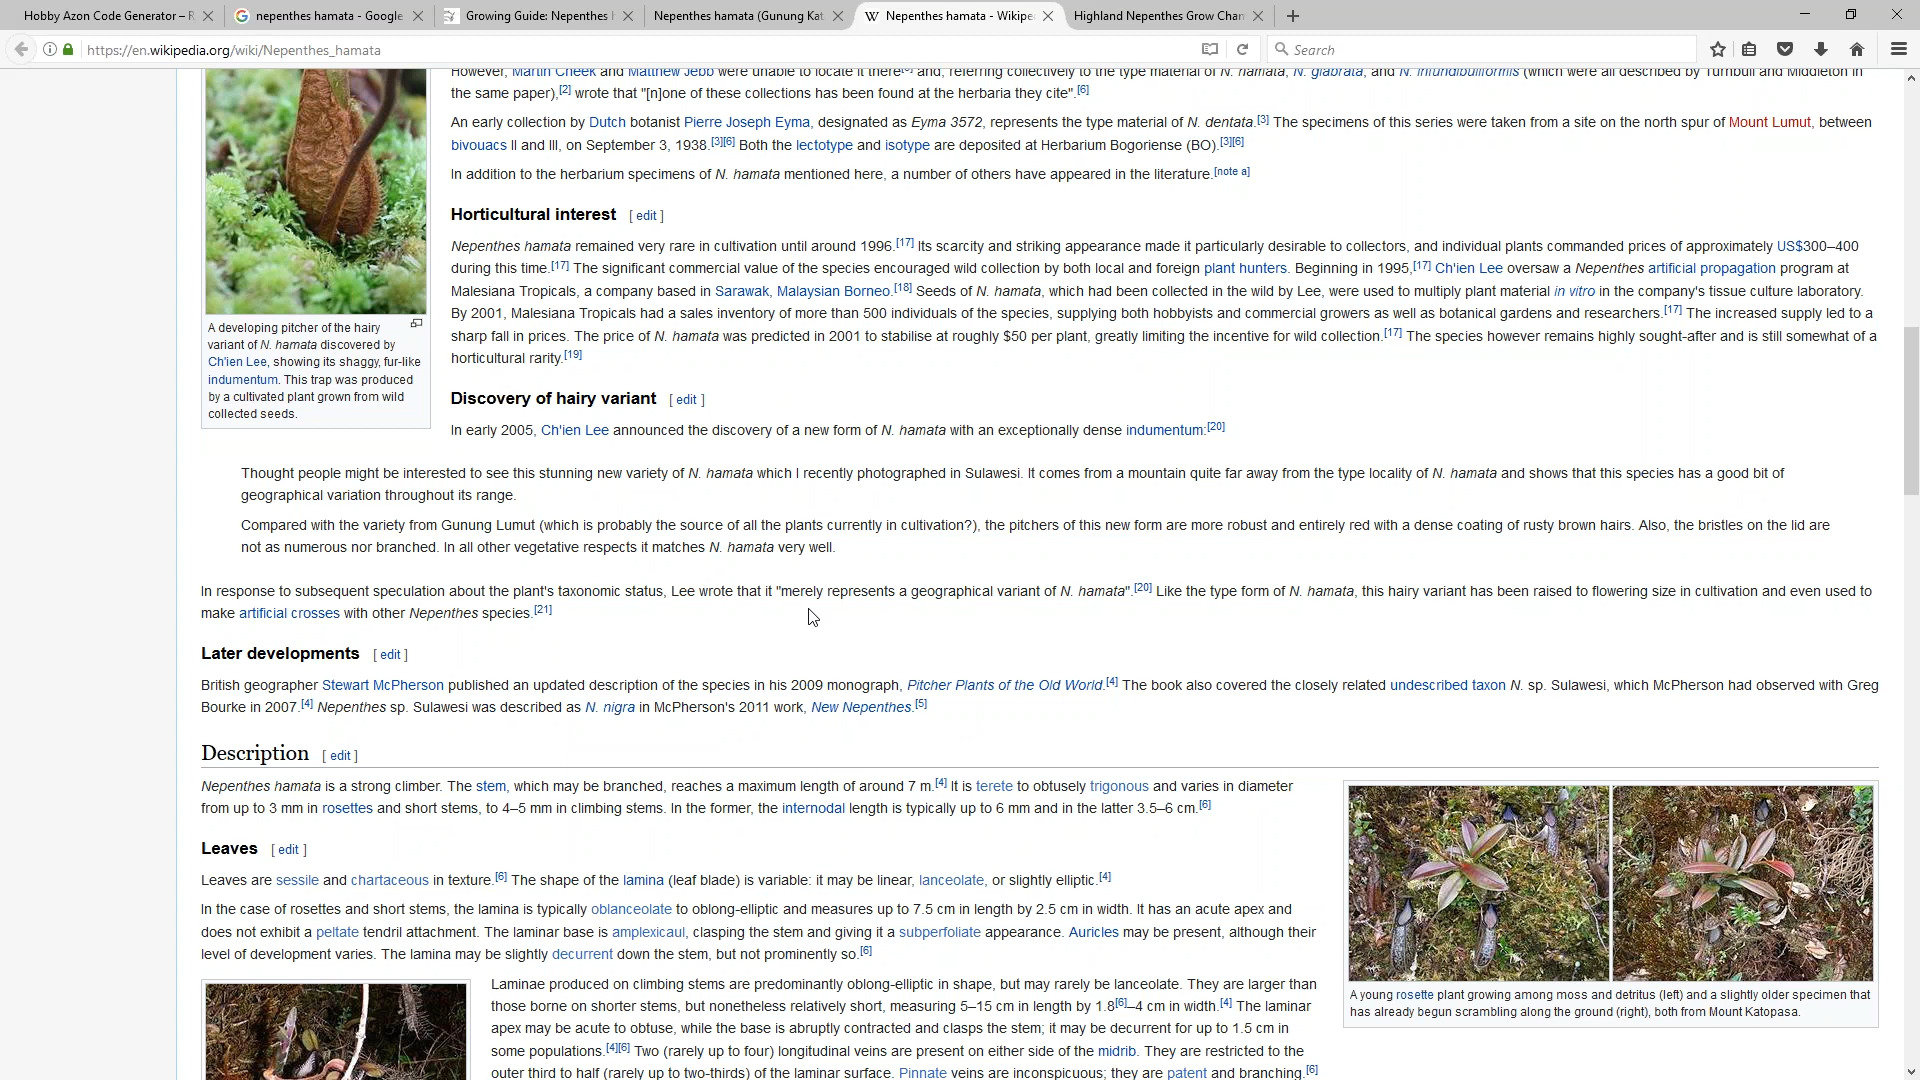 Hobby Azon Code Generator – R
nepenthes hamata - Google
Growing Guide: Nepenthes
Nepenthes hamata (Gunung Kat
Nepenthes hamata - Wikipe
Highland Nepenthes Grow Chan
https://en.wikipedia.org/wiki/Nepenthes_hamata
Search
However, Martin Cheek and Matthew Jebb were unable to locate it there and, referring collectively to the type material of N. hamata, N. glabrata, and N. infundibuliformis (which were all described by Turnbull and Middleton in
the same paper),[2] wrote that "[n]one of these collections has been found at the herbaria they cite".[6]
An early collection by Dutch botanist Pierre Joseph Eyma, designated as Eyma 3572, represents the type material of N. dentata.[3] The specimens of this series were taken from a site on the north spur of Mount Lumut, between
bivouacs II and III, on September 3, 1938.[3][6] Both the lectotype and isotype are deposited at Herbarium Bogoriense (BO).[3][6]
In addition to the herbarium specimens of N. hamata mentioned here, a number of others have appeared in the literature.[note a]
Horticultural interest [ edit ]
Nepenthes hamata remained very rare in cultivation until around 1996.[17] Its scarcity and striking appearance made it particularly desirable to collectors, and individual plants commanded prices of approximately US$300–400
during this time.[17] The significant commercial value of the species encouraged wild collection by both local and foreign plant hunters. Beginning in 1995,[17] Ch'ien Lee oversaw a Nepenthes artificial propagation program at
Malesiana Tropicals, a company based in Sarawak, Malaysian Borneo.[18] Seeds of N. hamata, which had been collected in the wild by Lee, were used to multiply plant material in vitro in the company's tissue culture laboratory.
By 2001, Malesiana Tropicals had a sales inventory of more than 500 individuals of the species, supplying both hobbyists and commercial growers as well as botanical gardens and researchers.[17] The increased supply led to a
sharp fall in prices. The price of N. hamata was predicted in 2001 to stabilise at roughly $50 per plant, greatly limiting the incentive for wild collection.[17] The species however remains highly sought-after and is still somewhat of a
horticultural rarity.[19]
A developing pitcher of the hairy
variant of N. hamata discovered by
Ch'ien Lee, showing its shaggy, fur-like
indumentum. This trap was produced
by a cultivated plant grown from wild
collected seeds.
Discovery of hairy variant [ edit ]
In early 2005, Ch'ien Lee announced the discovery of a new form of N. hamata with an exceptionally dense indumentum:[20]
Thought people might be interested to see this stunning new variety of N. hamata which I recently photographed in Sulawesi. It comes from a mountain quite far away from the type locality of N. hamata and shows that this species has a good bit of
geographical variation throughout its range.
Compared with the variety from Gunung Lumut (which is probably the source of all the plants currently in cultivation?), the pitchers of this new form are more robust and entirely red with a dense coating of rusty brown hairs. Also, the bristles on the lid are
not as numerous nor branched. In all other vegetative respects it matches N. hamata very well.
In response to subsequent speculation about the plant's taxonomic status, Lee wrote that it "merely represents a geographical variant of N. hamata".[20] Like the type form of N. hamata, this hairy variant has been raised to flowering size in cultivation and even used to
make artificial crosses with other Nepenthes species.[21]
Later developments [ edit ]
British geographer Stewart McPherson published an updated description of the species in his 2009 monograph, Pitcher Plants of the Old World.[4] The book also covered the closely related undescribed taxon N. sp. Sulawesi, which McPherson had observed with Greg
Bourke in 2007.[4] Nepenthes sp. Sulawesi was described as N. nigra in McPherson's 2011 work, New Nepenthes.[5]
Description [ edit ]
Nepenthes hamata is a strong climber. The stem, which may be branched, reaches a maximum length of around 7 m.[4] It is terete to obtusely trigonous and varies in diameter
from up to 3 mm in rosettes and short stems, to 4–5 mm in climbing stems. In the former, the internodal length is typically up to 6 mm and in the latter 3.5–6 cm.[6]
Leaves [ edit ]
Leaves are sessile and chartaceous in texture.[6] The shape of the lamina (leaf blade) is variable: it may be linear, lanceolate, or slightly elliptic.[4]
In the case of rosettes and short stems, the lamina is typically oblanceolate to oblong-elliptic and measures up to 7.5 cm in length by 2.5 cm in width. It has an acute apex and
does not exhibit a peltate tendril attachment. The laminar base is amplexicaul, clasping the stem and giving it a subperfoliate appearance. Auricles may be present, although their
level of development varies. The lamina may be slightly decurrent down the stem, but not prominently so.[6]
Laminae produced on climbing stems are predominantly oblong-elliptic in shape, but may rarely be lanceolate. They are larger than
those borne on shorter stems, but nonetheless relatively short, measuring 5–15 cm in length by 1.8[6]–4 cm in width.[4] The laminar
apex may be acute to obtuse, while the base is abruptly contracted and clasps the stem; it may be decurrent for up to 1.5 cm in
some populations.[4][6] Two (rarely up to four) longitudinal veins are present on either side of the midrib. They are restricted to the
outer third to half (rarely up to two-thirds) of the laminar surface. Pinnate veins are inconspicuous; they are patent and branching.[6]
A young rosette plant growing among moss and detritus (left) and a slightly older specimen that
has already begun scrambling along the ground (right), both from Mount Katopasa.